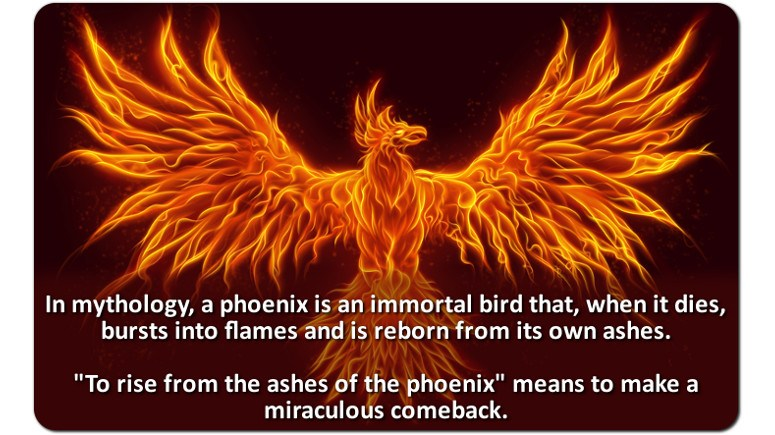 In mythology, a phoenix is an immortal bird that, when it dies,
bursts into flames and is reborn from its own ashes.
"To rise from the ashes of the phoenix" means to make a
miraculous comeback.